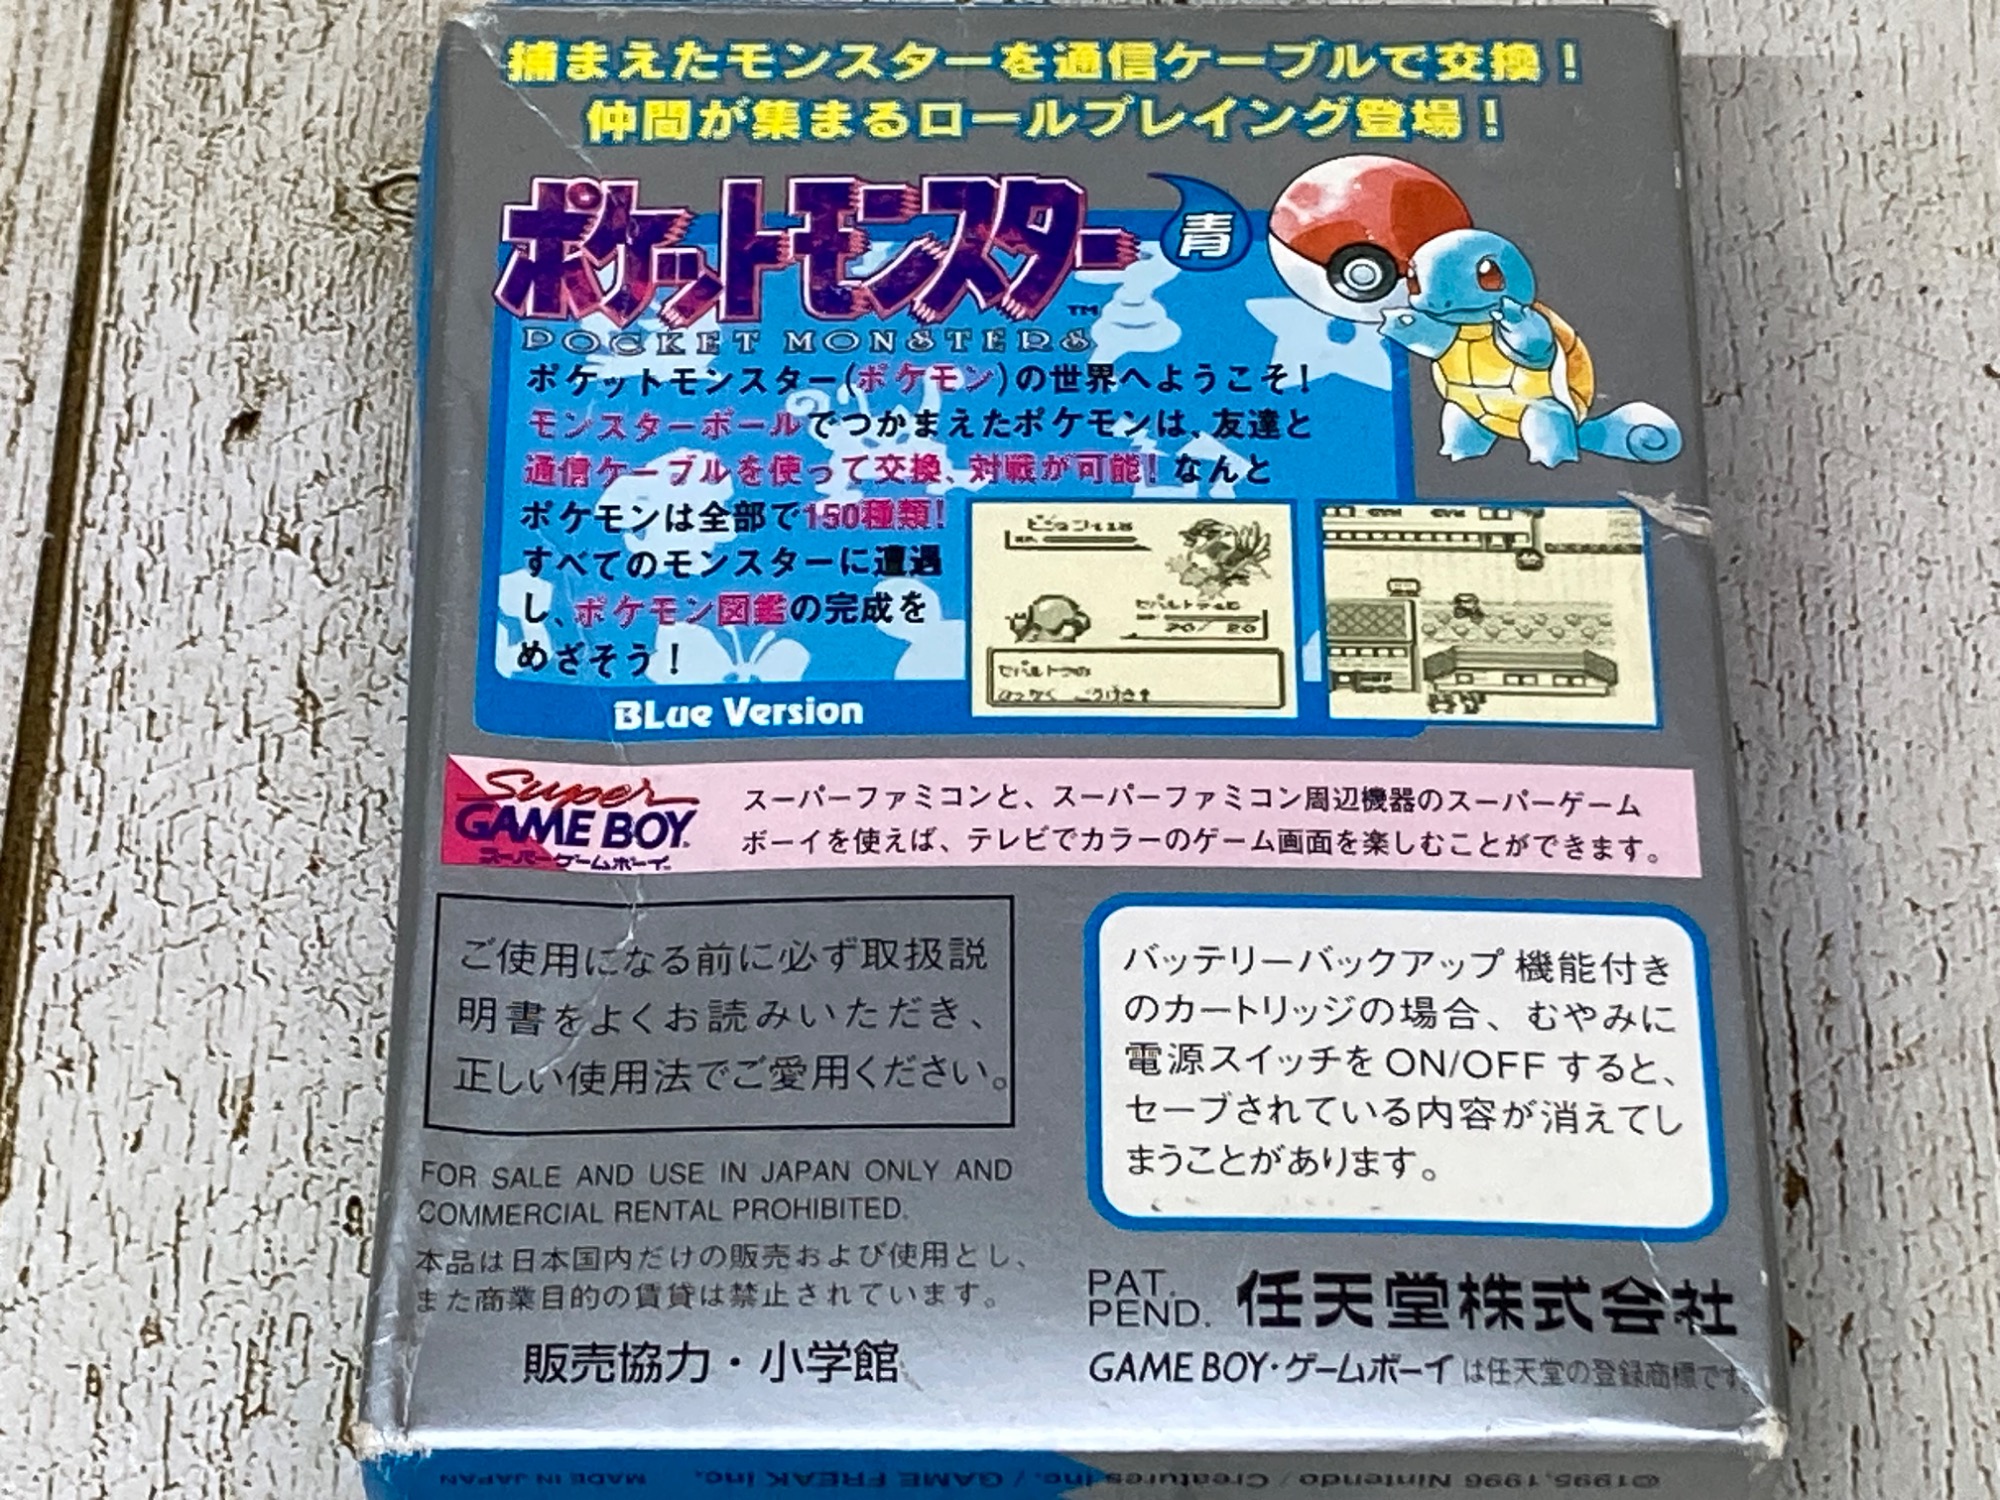 捕まえたモンスターを通信ケーブルで交換！
仲間が集まるロールプレイング登場！
ポケットモンスター 青
TM
POCKET MONSTERS
ポケットモンスター(ポケモン)の世界へようこそ！
モンスターボールでつかまえたポケモンは、友達と
通信ケーブルを使って交換、対戦が可能！なんと
ポケモンは全部で150種類！
すべてのモンスターに遭遇
し、ポケモン図鑑の完成を
めざそう！
BLue Version
20/ 20
Super
GAME BOY
スーパーゲームボーイ
スーパーファミコンと、スーパーファミコン周辺機器のスーパーゲーム
ボーイを使えば、テレビでカラーのゲーム画面を楽しむことができます。
ご使用になる前に必ず取扱説
明書をよくお読みいただき、
正しい使用法でご愛用ください。
バッテリーバックアップ機能付き
のカートリッジの場合、むやみに
電源スイッチをON/OFFすると、
セーブされている内容が消えてし
まうことがあります。
FOR SALE AND USE IN JAPAN ONLY AND
COMMERCIAL RENTAL PROHIBITED.
本品は日本国内だけの販売および使用とし、
また商業目的の賃貸は禁止されています。
販売協力・小学館
PAT.
PEND. 任天堂株式会社
GAME BOY・ゲームボーイは任天堂の登録商標です。
©1995,1996 Nintendo / Creatures inc. / GAME FREAK inc. MADE IN JAPAN